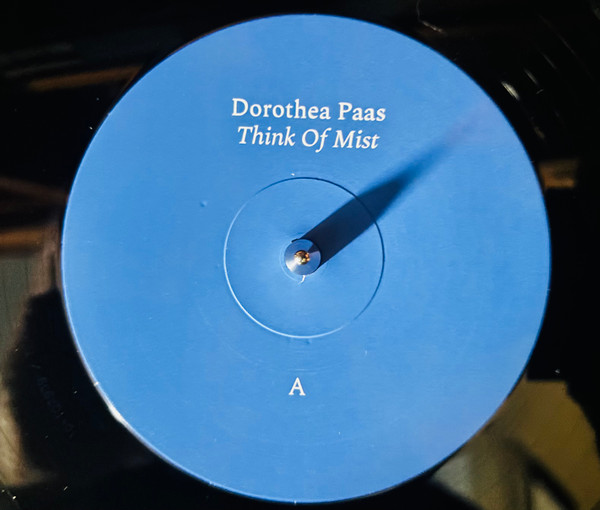 Dorothea Paas
Think Of Mist
A